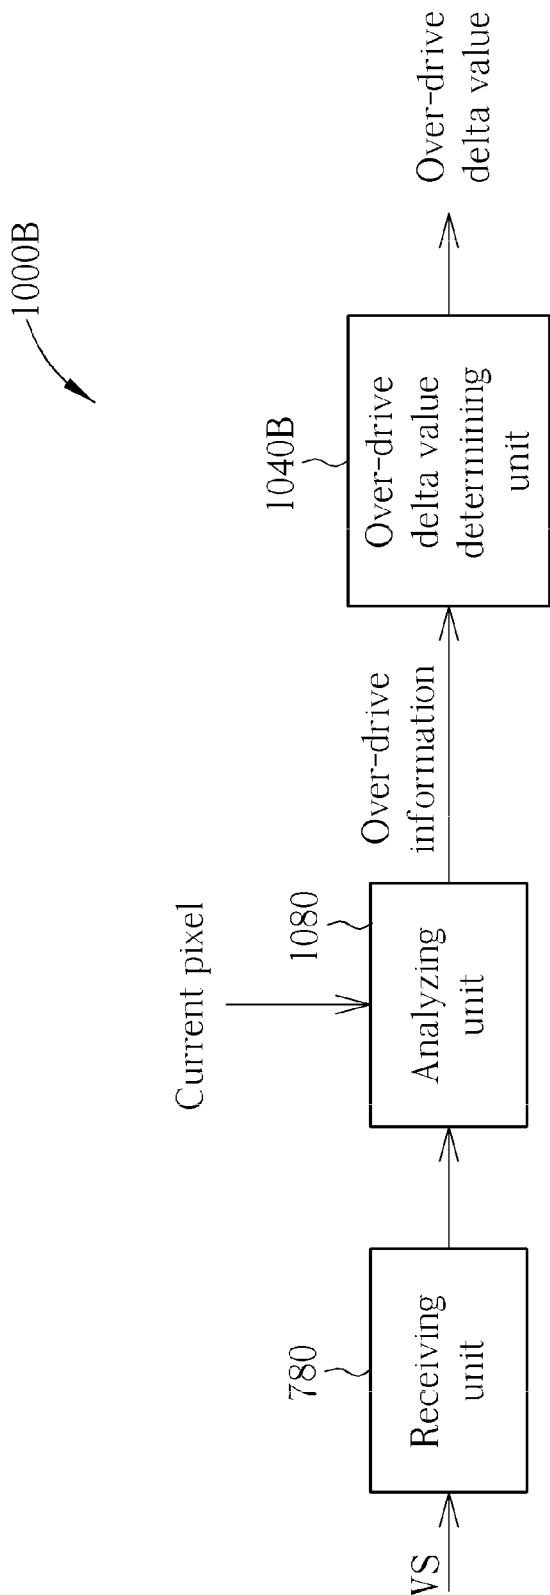 1000B
VS
780
Receiving
unit
Current pixel
1080
Analyzing
unit
Over-drive
information
1040B
Over-drive
delta value
determining
unit
Over-drive
delta value